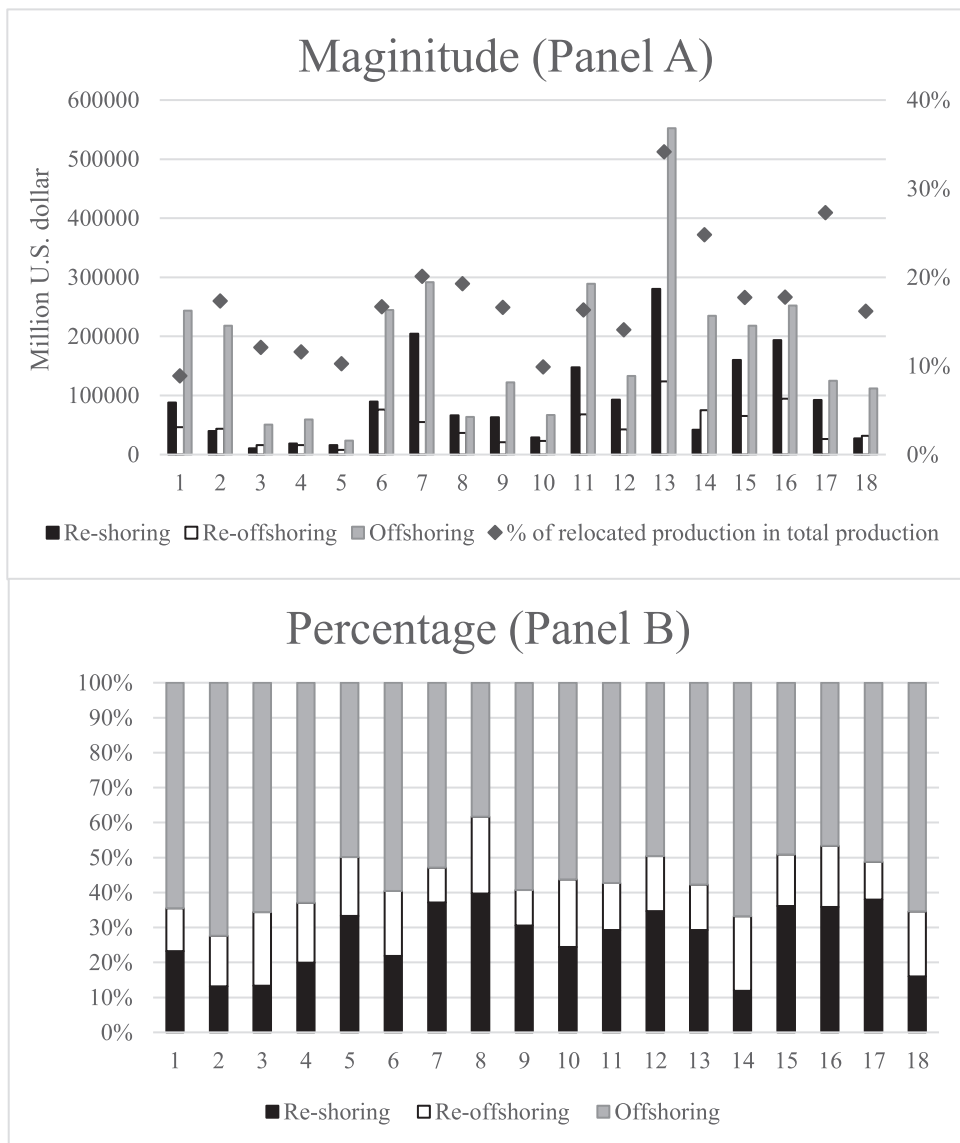 Maginitude (Panel A)
600000 40%
500000
30%
400000
300000 20%
200000
10%
100000
0 0%
Million U.S. dollar
1 2 3 4 5 6 7 8 9 10 11 12 13 14 15 16 17 18
Re-shoring Re-offshoring Offshoring % of relocated production in total production
Percentage (Panel B)
100%
90%
80%
70%
60%
50%
40%
30%
20%
10%
0%
1 2 3 4 5 6 7 8 9 10 11 12 13 14 15 16 17 18
Re-shoring Re-offshoring Offshoring